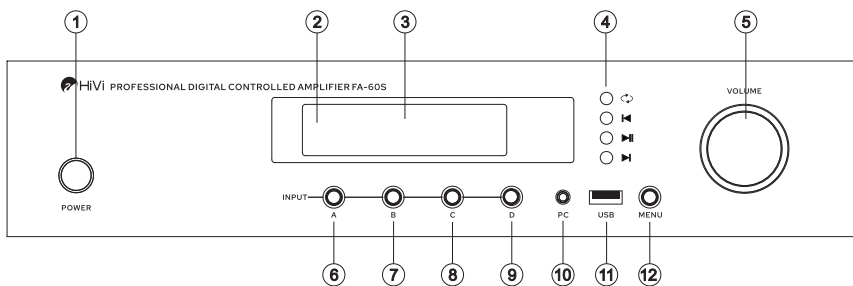 1 2 3 4 5
HiVi PROFESSIONAL DIGITAL CONTROLLED AMPLIFIER FA-60S
VOLUME
POWER
INPUT
A B C D PC USB MENU
6 7 8 9 10 11 12